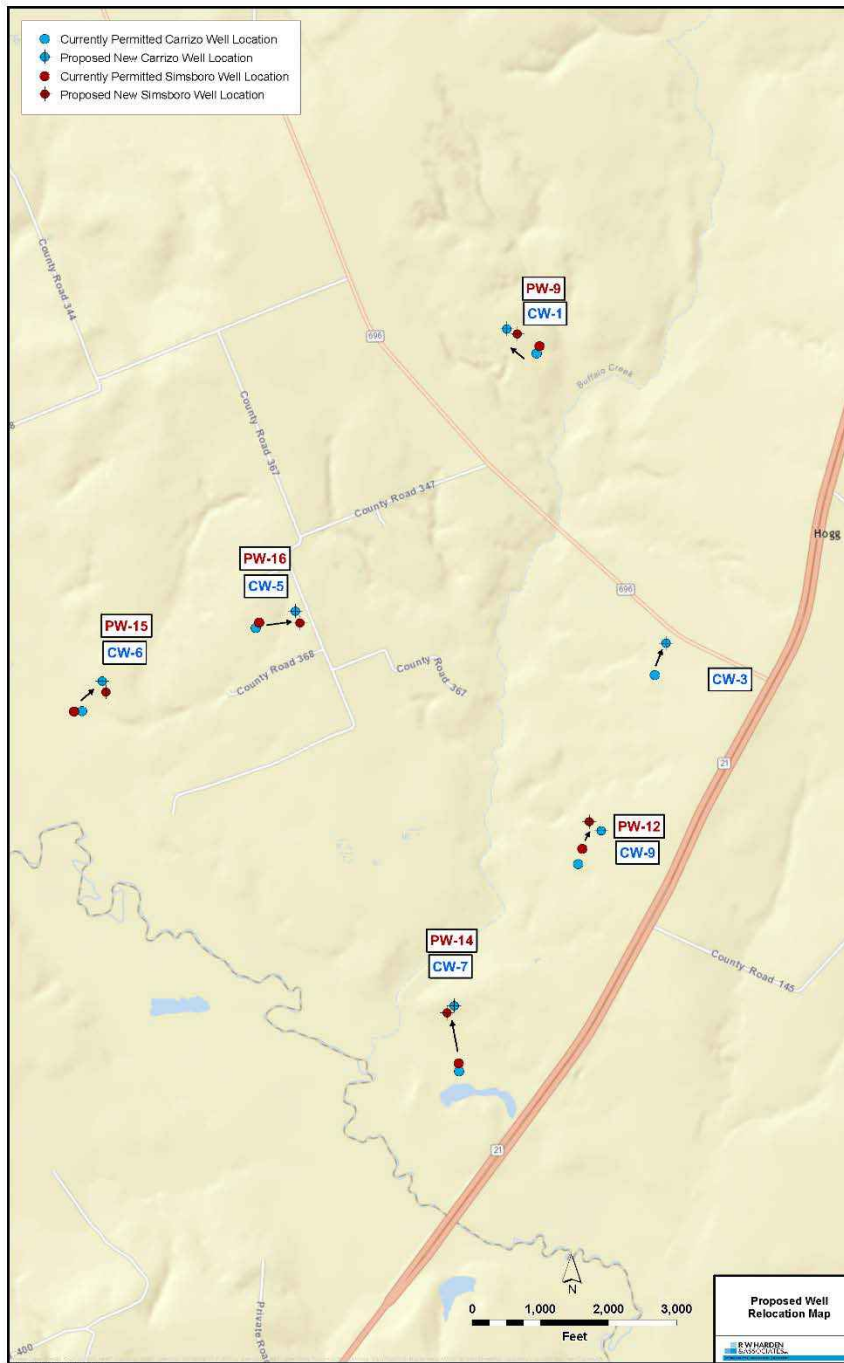 Currently Permitted Carrizo Well Location
Proposed New Carrizo Well Location
Currently Permitted Simsboro Well Location
Proposed New Simsboro Well Location
County Road 344
696
PW-9
CW-1
Buffalo Creek
County Road 367
County Road 347
Hogg
PW-16
CW-5
696
PW-15
CW-6
County Road 368
County Road 367
CW-3
21
PW-12
CW-9
PW-14
CW-7
County Road 145
21
Private Road
400
N
0 1,000 2,000 3,000
Feet
Proposed Well
Relocation Map
R W HARDEN
& ASSOCIATES